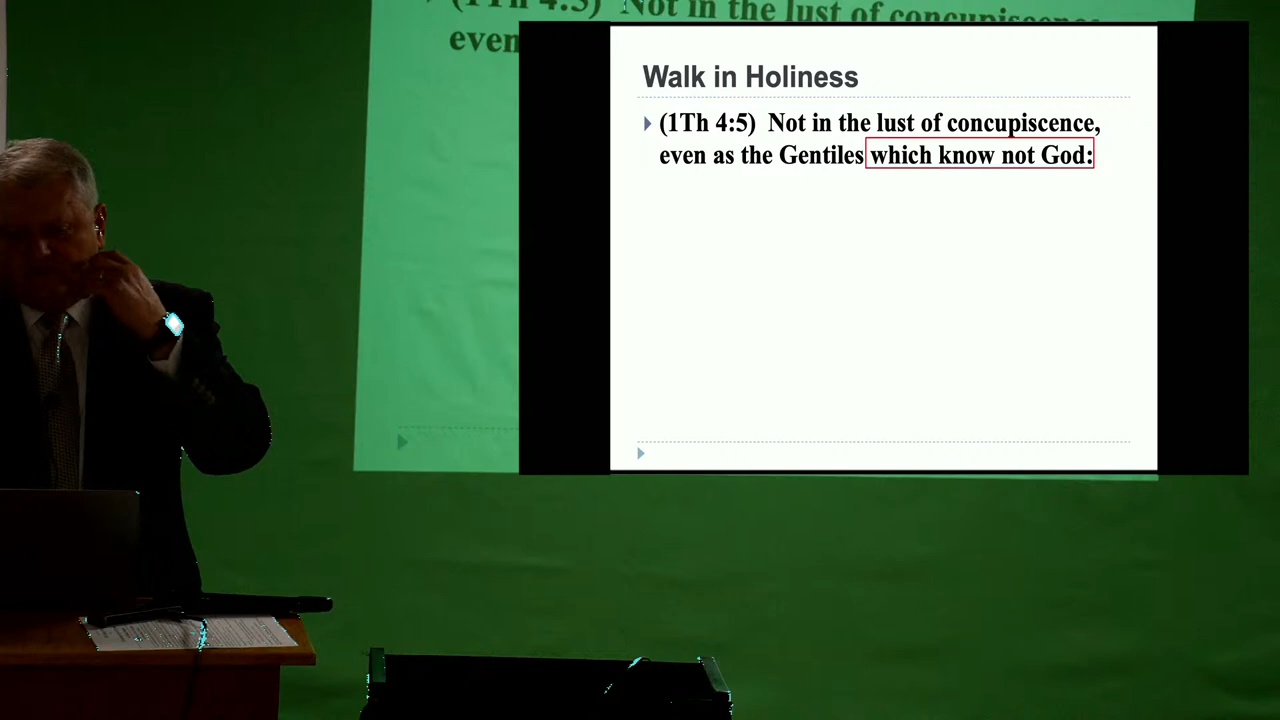 (1Th 4:5) Not in the lust of concupiscence
even
Walk in Holiness
(1Th 4:5) Not in the lust of concupiscence,
even as the Gentiles which know not God: